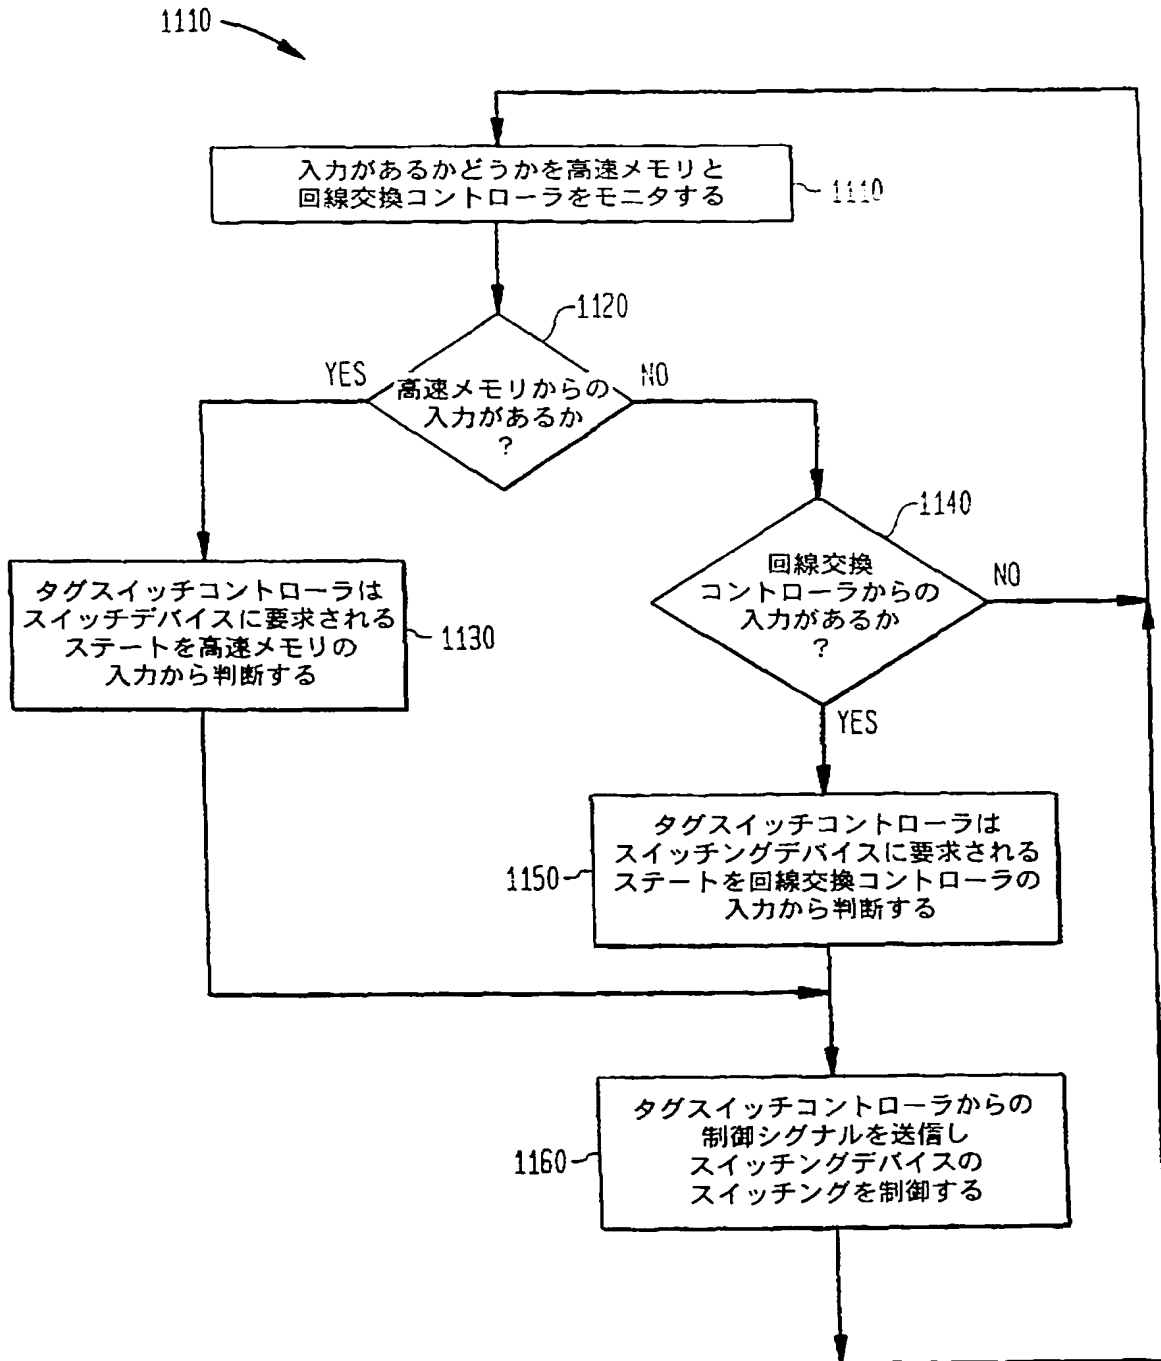 1110
入力があるかどうかを高速メモリと
回線交換コントローラをモニタする
1110
1120
YES
NO
高速メモリからの
入力があるか
?
1140
回線交換
コントローラからの
入力があるか
?
NO
YES
タグスイッチコントローラは
スイッチデバイスに要求される
ステートを高速メモリの
入力から判断する
1130
タグスイッチコントローラは
スイッチングデバイスに要求される
ステートを回線交換コントローラの
入力から判断する
1150
タグスイッチコントローラからの
制御シグナルを送信し
スイッチングデバイスの
スイッチングを制御する
1160